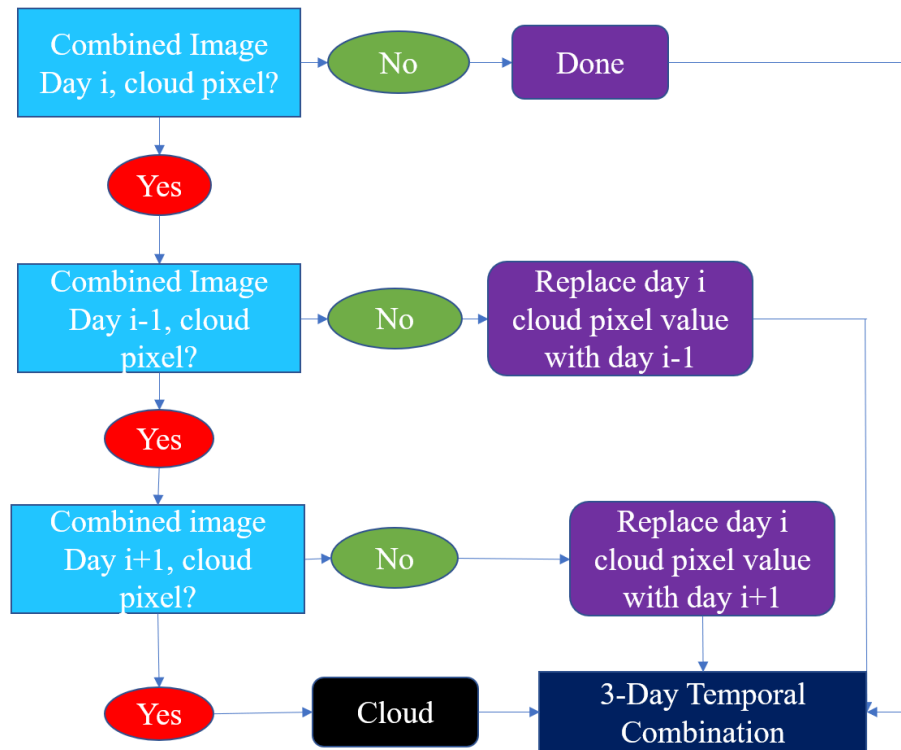 Combined Image
Day i, cloud pixel?
No
Done
Yes
Combined Image
Day i-1, cloud
pixel?
No
Replace day i
cloud pixel value
with day i-1
Yes
Combined image
Day i+1, cloud
pixel?
No
Replace day i
cloud pixel value
with day i+1
Yes
Cloud
3-Day Temporal
Combination